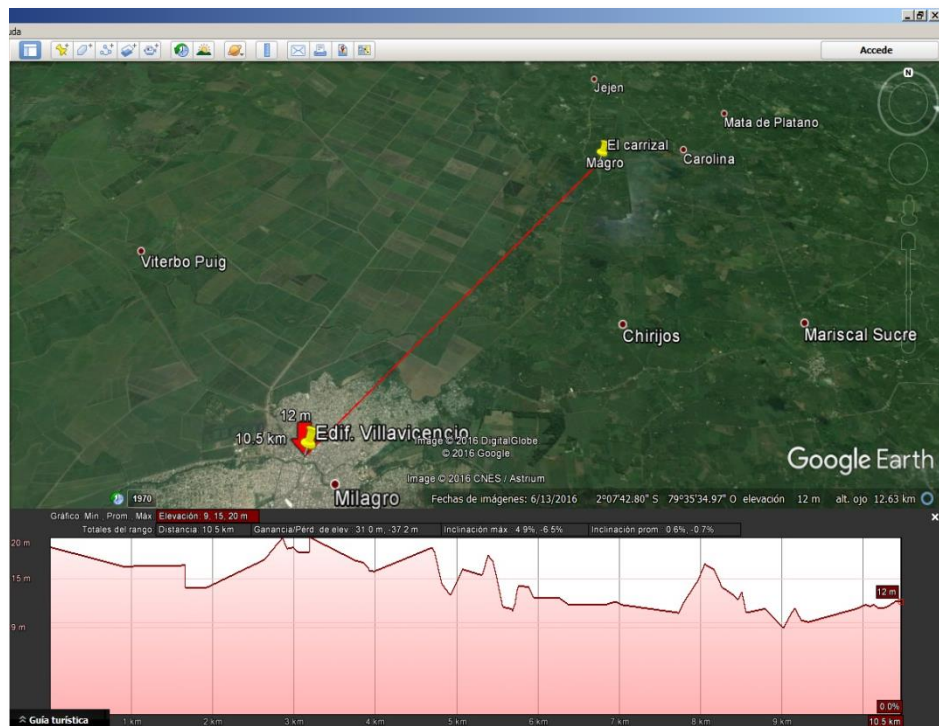 uda
Accede
N
Jejen
Mata de Platano
El carrizal
Carolina
Magro
Viterbo Puig
Chirijos
Mariscal Sucre
12 m
10.5 km
Edif. Villavicencio
Image © 2016 DigitalGlobe
© 2016 Google
Image © 2016 CNES / Astrium
Google Earth
Milagro
1970
Fechas de imágenes: 6/13/2016 2°07'42.80" S 79°35'34.97" O elevación 12 m alt. ojo 12.63 km
Gráfico: Mín., Prom., Máx. Elevación: 9, 15, 20 m
Totales del rango: Distancia: 10.5 km Ganancia/Pérd. de elev.: 31.0 m, -37.2 m Inclinación máx.: 4.9%, -6.5% Inclinación prom.: 0.6%, -0.7%
20 m
15 m
12 m
9 m
0.0%
Guía turística
1 km 2 km 3 km 4 km 5 km 6 km 7 km 8 km 9 km 10.5 km